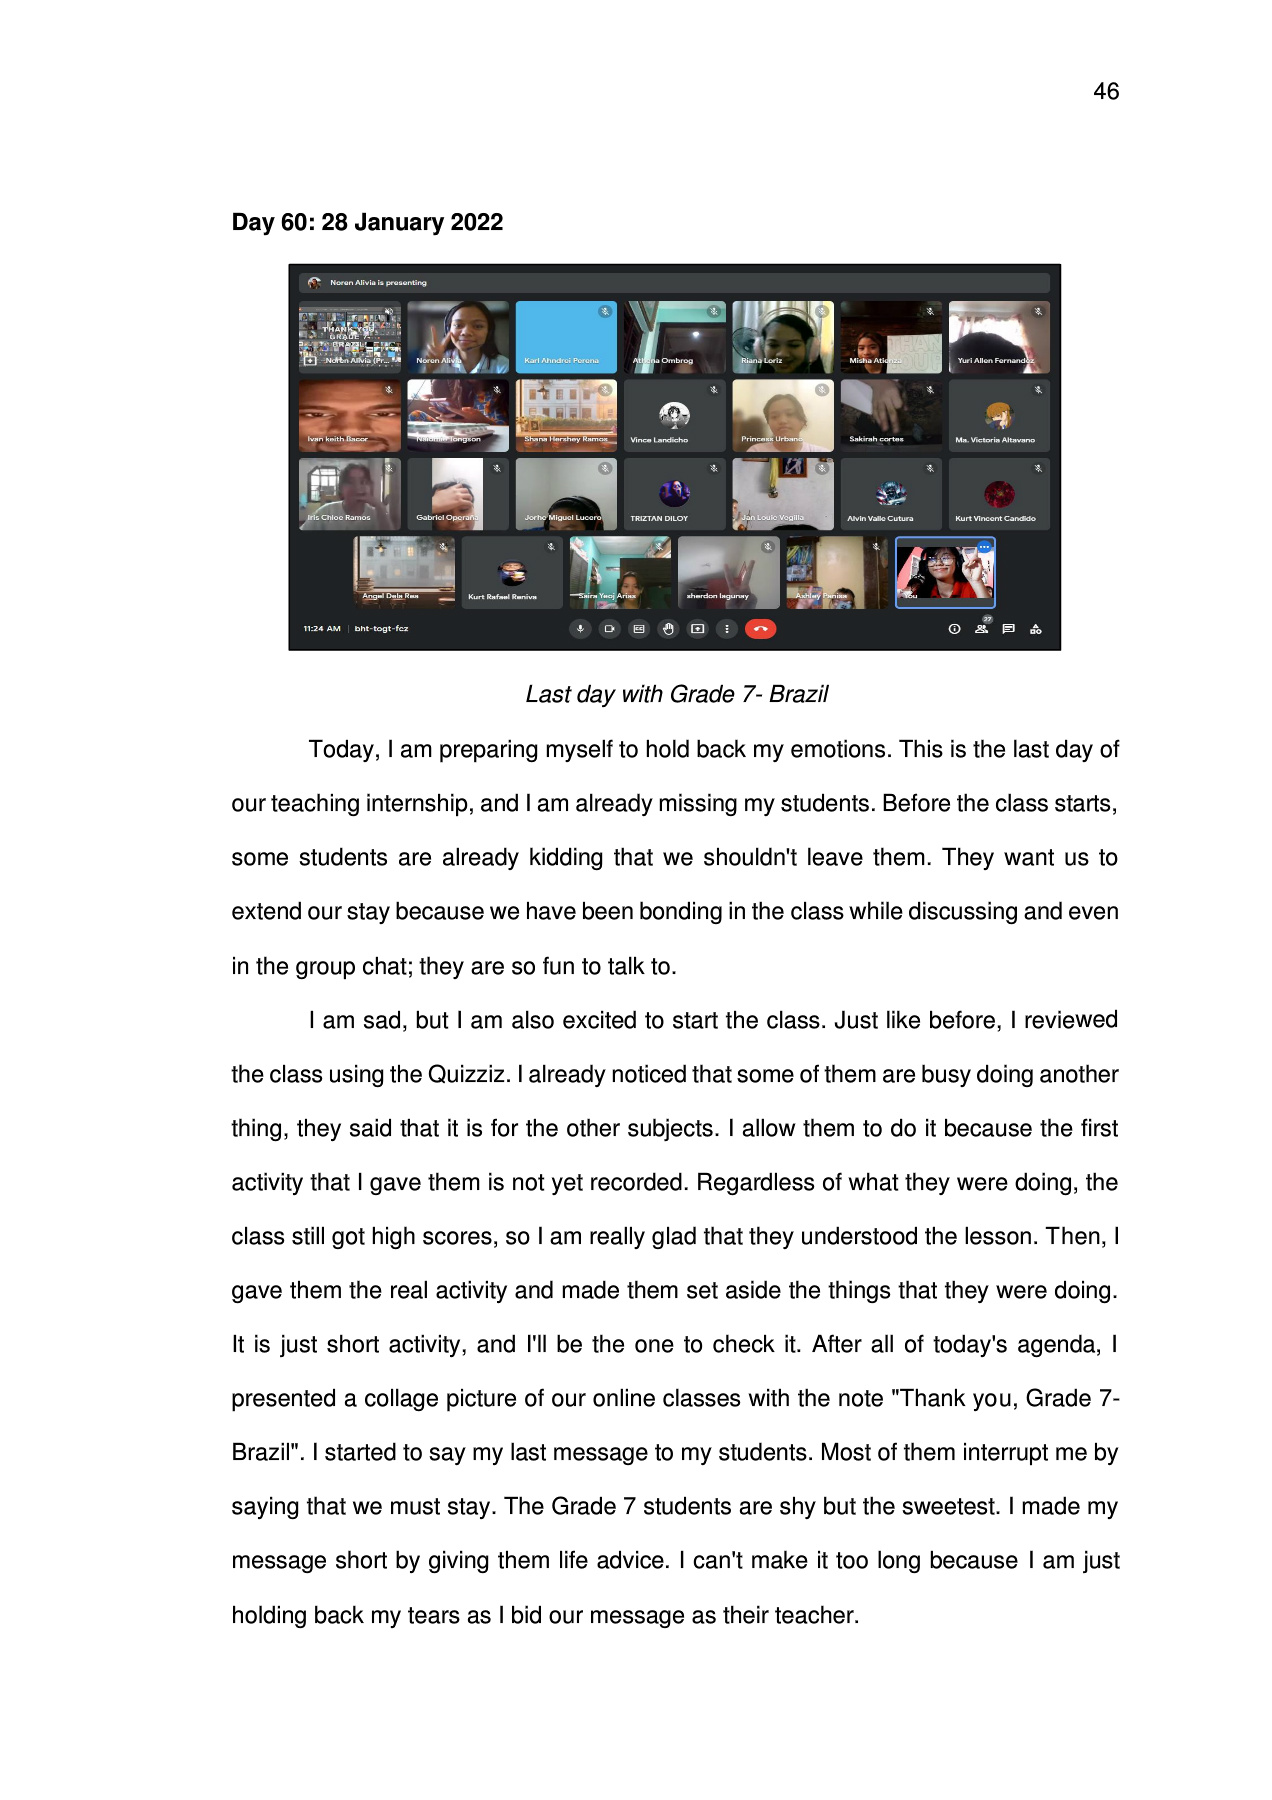 46
Day 60: 28 January 2022
Noren Alivia is presenting
THANK YOU
GRADE 7-
BRAZIL
Noren Alivia (Pr...
Noren Alivia
Karl Ahndrei Perena
Athena Ombrog
Riana Loriz
Misha Atienza
Yuri Allen Fernandez
Ivan keith Bacor
Tongson
Shana Hershey Ramos
Vince Landicho
Princess Urbano
Sakirah cortes
Ma. Victoria Altavano
Iris Chloe Ramos
Gabriel Operaña
Jorho Miguel Lucero
TRIZTAN DILOY
Jan Louie Vogilia
Alvin Valle Cutura
Kurt Vincent Candido
Angel Dela Rea
Kurt Rafael Reniva
Saira Yeoj Arias
sherdon lagunay
Ashley Panisa
You
11:24 AM | bht-togt-fcz
27
Last day with Grade 7- Brazil
Today, I am preparing myself to hold back my emotions. This is the last day of
our teaching internship, and I am already missing my students. Before the class starts,
some students are already kidding that we shouldn't leave them. They want us to
extend our stay because we have been bonding in the class while discussing and even
in the group chat; they are so fun to talk to.
I am sad, but I am also excited to start the class. Just like before, I reviewed
the class using the Quizziz. I already noticed that some of them are busy doing another
thing, they said that it is for the other subjects. I allow them to do it because the first
activity that I gave them is not yet recorded. Regardless of what they were doing, the
class still got high scores, so I am really glad that they understood the lesson. Then, I
gave them the real activity and made them set aside the things that they were doing.
It is just short activity, and I'll be the one to check it. After all of today's agenda, I
presented a collage picture of our online classes with the note "Thank you, Grade 7-
Brazil". I started to say my last message to my students. Most of them interrupt me by
saying that we must stay. The Grade 7 students are shy but the sweetest. I made my
message short by giving them life advice. I can't make it too long because I am just
holding back my tears as I bid our message as their teacher.